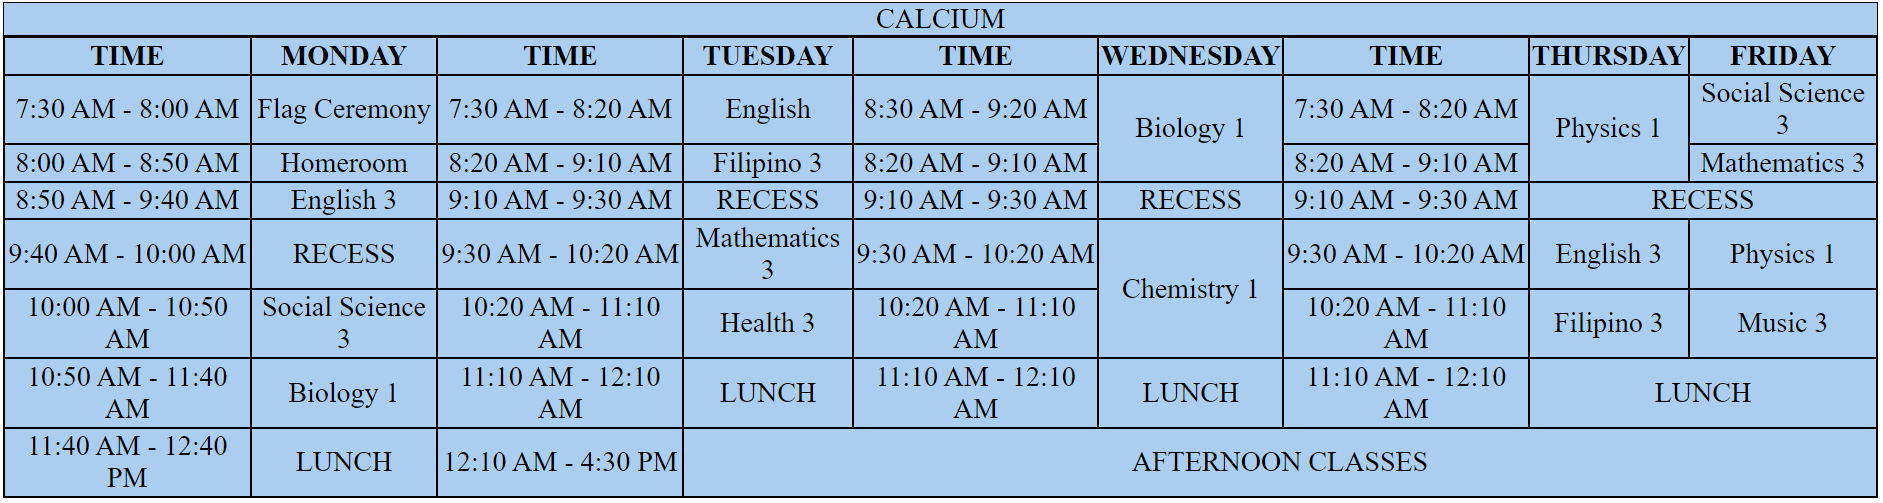 CALCIUM
TIME MONDAY TIME TUESDAY TIME WEDNESDAY TIME THURSDAY FRIDAY
7:30 AM - 8:00 AM Flag Ceremony 7:30 AM - 8:20 AM English 8:30 AM - 9:20 AM Biology 1 7:30 AM - 8:20 AM Physics 1 Social Science 3
8:00 AM - 8:50 AM Homeroom 8:20 AM - 9:10 AM Filipino 3 8:20 AM - 9:10 AM 8:20 AM - 9:10 AM Mathematics 3
8:50 AM - 9:40 AM English 3 9:10 AM - 9:30 AM RECESS 9:10 AM - 9:30 AM RECESS 9:10 AM - 9:30 AM RECESS
9:40 AM - 10:00 AM RECESS 9:30 AM - 10:20 AM Mathematics 3 9:30 AM - 10:20 AM Chemistry 1 9:30 AM - 10:20 AM English 3 Physics 1
10:00 AM - 10:50 AM Social Science 3 10:20 AM - 11:10 AM Health 3 10:20 AM - 11:10 AM 10:20 AM - 11:10 AM Filipino 3 Music 3
10:50 AM - 11:40 AM Biology 1 11:10 AM - 12:10 AM LUNCH 11:10 AM - 12:10 AM LUNCH 11:10 AM - 12:10 AM LUNCH
11:40 AM - 12:40 PM LUNCH 12:10 AM - 4:30 PM AFTERNOON CLASSES